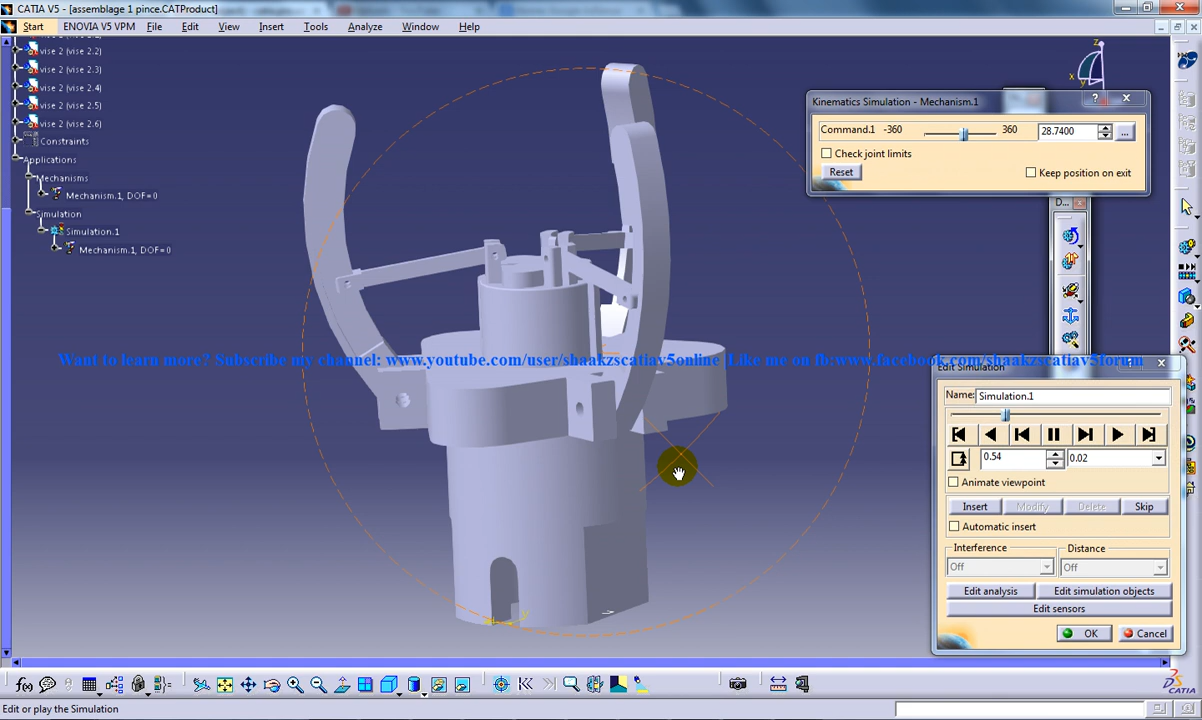 CATIA V5 - [assemblage 1 pince.CATProduct]
Start ENOVIA V5 VPM File Edit View Insert Tools Analyze Window Help
vise 2 (vise 2.2)
vise 2 (vise 2.3)
vise 2 (vise 2.4)
vise 2 (vise 2.5)
vise 2 (vise 2.6)
Constraints
Applications
Mechanisms
Mechanism.1, DOF=0
Simulation
Simulation.1
Mechanism.1, DOF=0
z
x
y
Kinematics Simulation - Mechanism.1
Command.1 -360 360 28.7400 ...
Check joint limits
Reset Keep position on exit
D...
Want to learn more? Subscribe my channel: www.youtube.com/user/shaakzscatiav5online |Like me on fb:www.facebook.com/shaakzscatiav5forum
Edit Simulation
Name: Simulation.1
0.54 0.02
Animate viewpoint
Insert Modify Delete Skip
Automatic insert
Interference Distance
Off Off
Edit analysis Edit simulation objects
Edit sensors
OK Cancel
y
f(x)
CATIA
Edit or play the Simulation